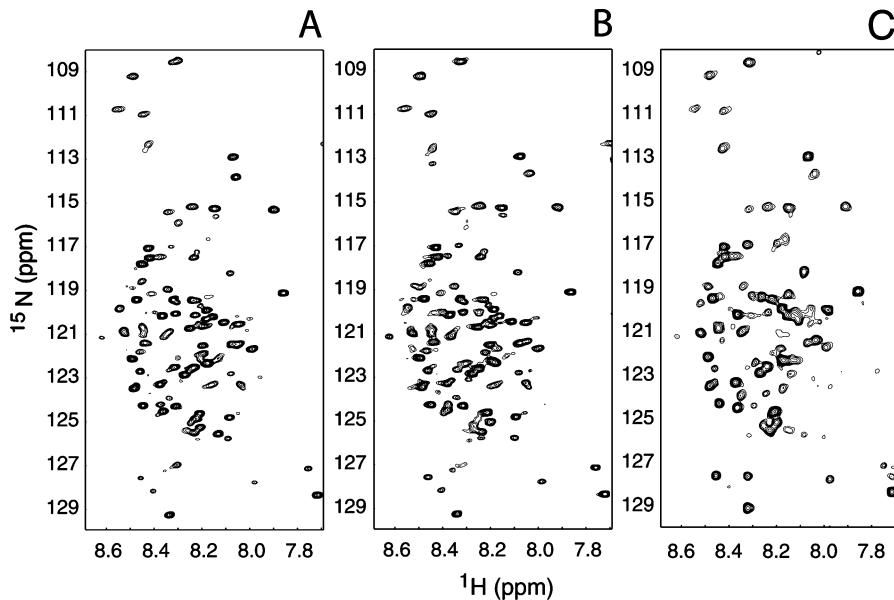 A B C
109 109 109
111 111 111
113 113 113
115 115 115
117 117 117
119 119 119
121 121 121
123 123 123
125 125 125
127 127 127
129 129 129
¹⁵N (ppm)
8.6 8.4 8.2 8.0 7.8 8.6 8.4 8.2 8.0 7.8 8.6 8.4 8.2 8.0 7.8
¹H (ppm)